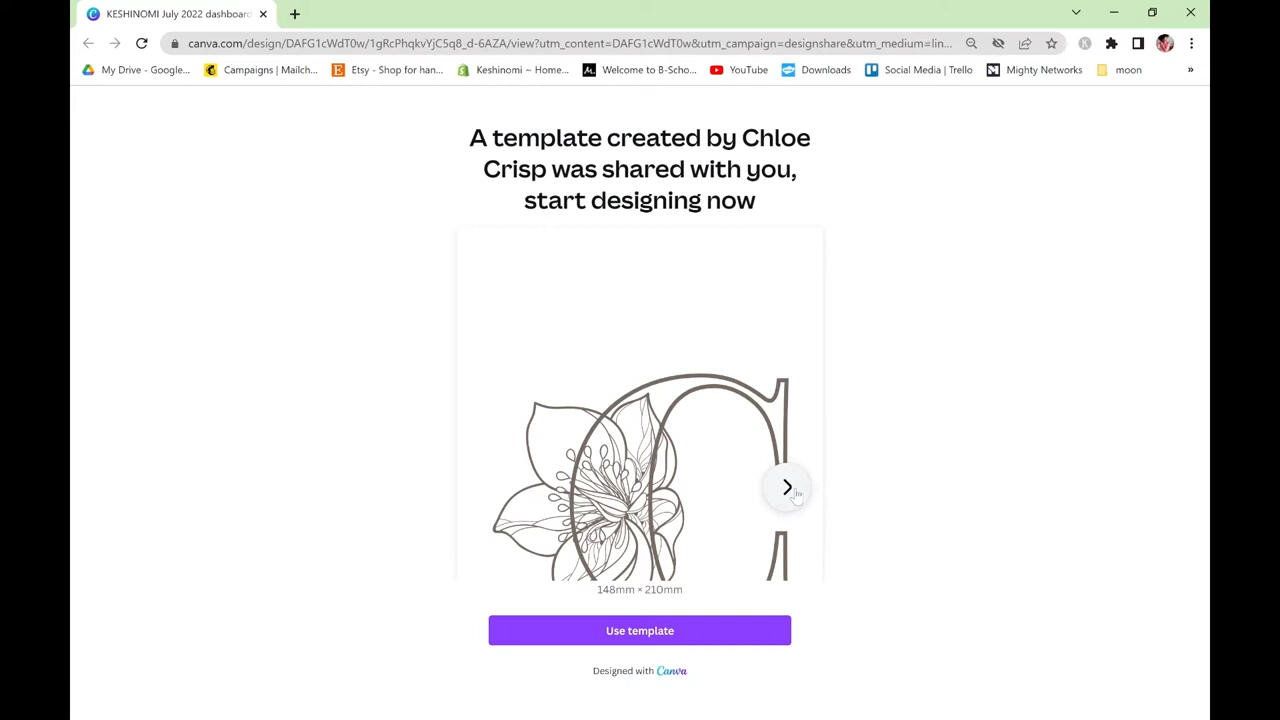 KESHINOMI July 2022 dashboard
canva.com/design/DAFG1cWdT0w/1gRcPh
kvYjC5q8_d-6AZA/view?utm_content=DAFG1cWdT0w&utm_campaign=designshare&utm_medium=lin...
My Drive - Google... Campaigns | Mailch... Etsy - Shop for han... Keshinomi ~ Home... Welcome to B-Scho... YouTube Downloads Social Media | Trello Mighty Networks moon »
A template created by Chloe
Crisp was shared with you,
start designing now
C
148mm × 210mm
Use template
Designed with Canva